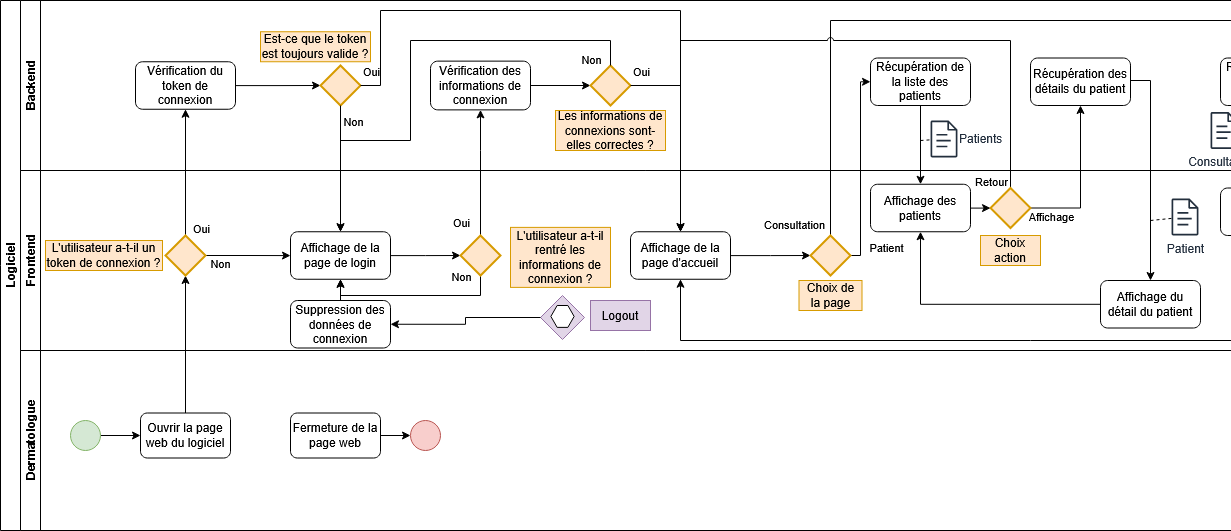 Logiciel
Backend
Frontend
Dermatologue
Est-ce que le token
est toujours valide ?
Oui
Non
Vérification du
token de
connexion
Vérification des
informations de
connexion
Non
Oui
Les informations de
connexions sont-
elles correctes ?
Récupération de
la liste des
patients
Patients
Récupération des
détails du patient
Consulta
L'utilisateur a-t-il un
token de connexion ?
Oui
Non
Affichage de la
page de login
Oui
Non
L'utilisateur a-t-il
rentré les
informations de
connexion ?
Suppression des
données de
connexion
Logout
Affichage de la
page d'accueil
Consultation
Patient
Choix de
la page
Affichage des
patients
Retour
Affichage
Choix
action
Patient
Affichage du
détail du patient
Ouvrir la page
web du logiciel
Fermeture de la
page web